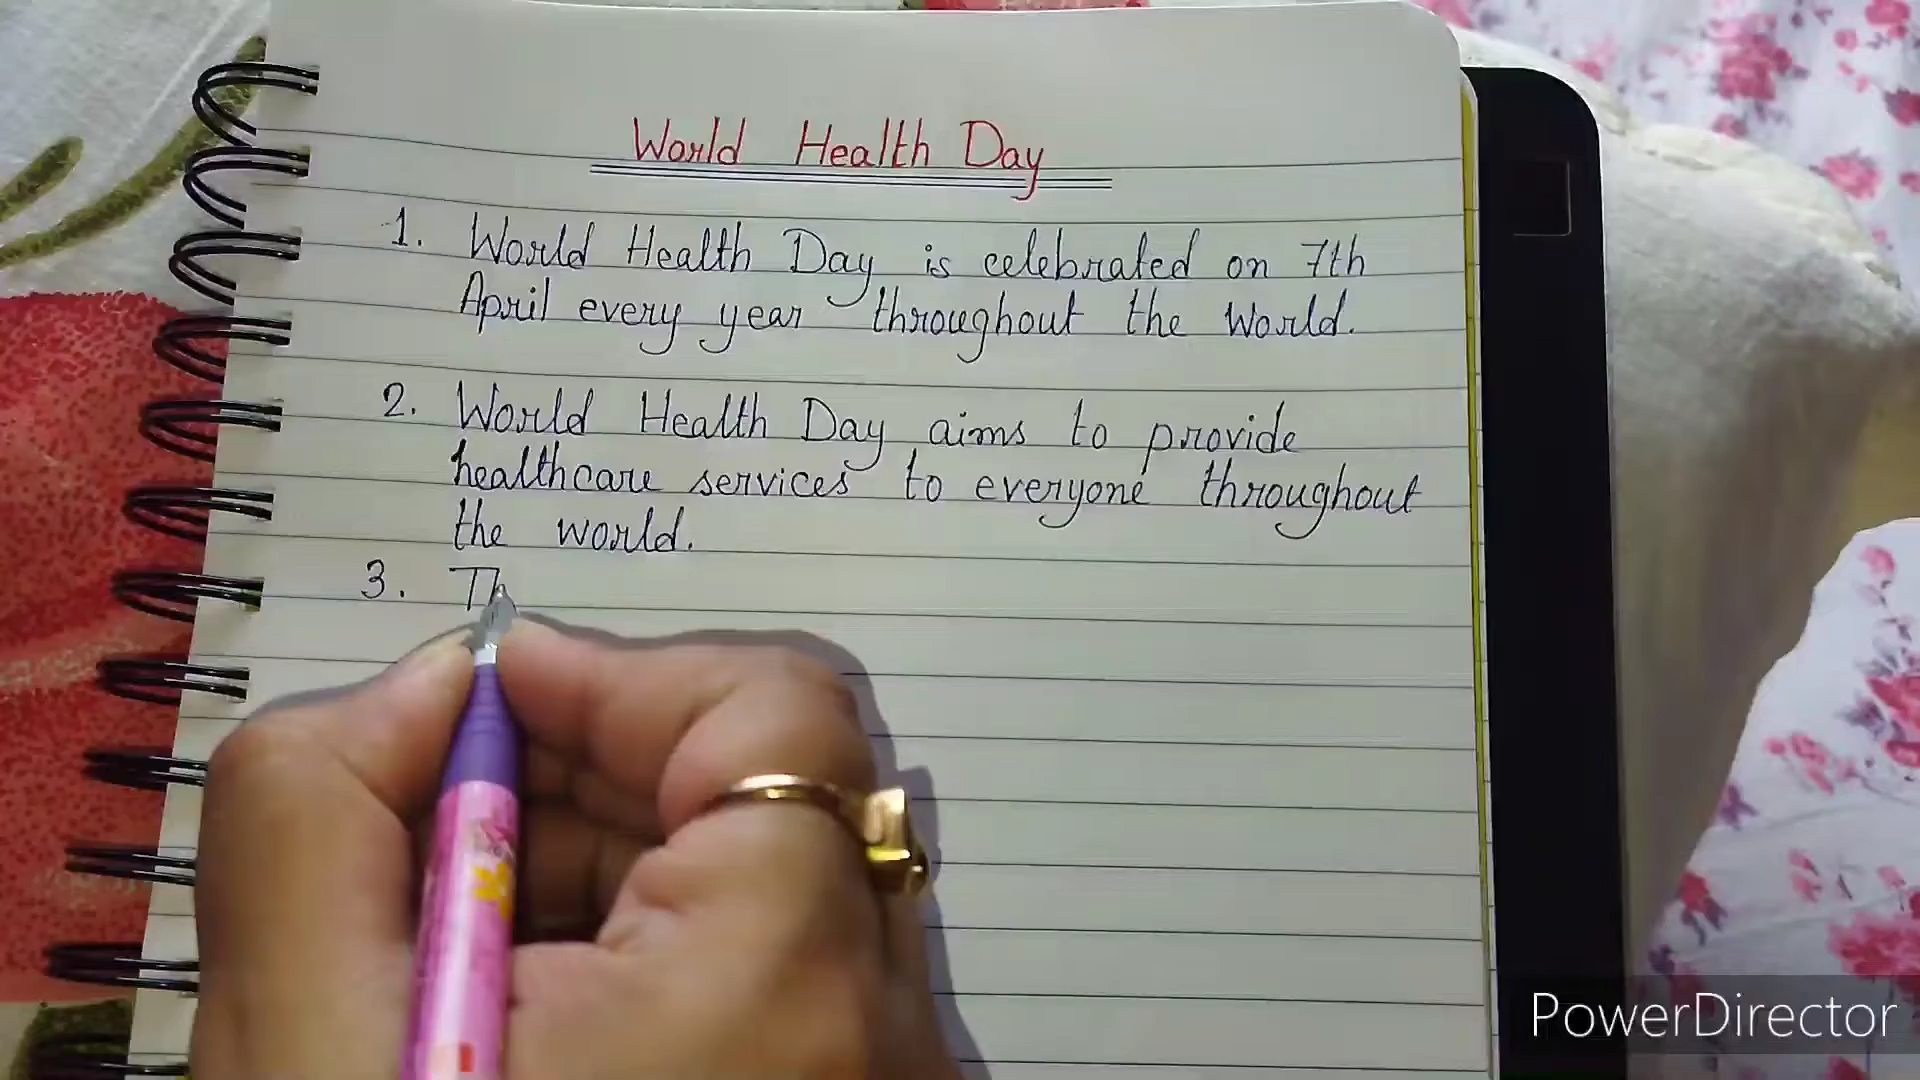 World Health Day
1. World Health Day is celebrated on 7th
April every year throughout the World.
2. World Health Day aims to provide
healthcare services to everyone throughout
the world.
3. Th
PowerDirector